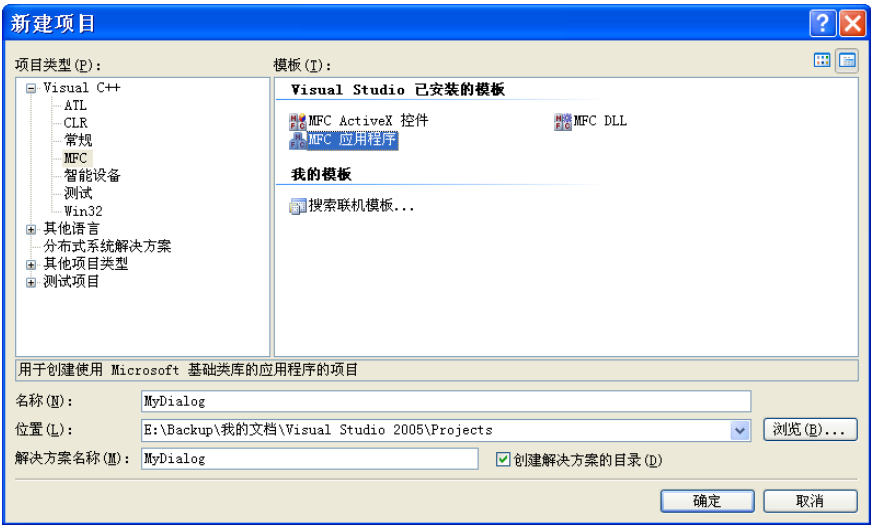 新建项目
项目类型(P):
模板(T):
Visual C++
ATL
CLR
常规
MFC
智能设备
测试
Win32
其他语言
分布式系统解决方案
其他项目类型
测试项目
Visual Studio 已安装的模板
MFC ActiveX 控件
MFC DLL
MFC 应用程序
我的模板
搜索联机模板...
用于创建使用 Microsoft 基础类库的应用程序的项目
名称(N): MyDialog
位置(L): E:\Backup\我的文档\Visual Studio 2005\Projects 浏览(B)...
解决方案名称(M): MyDialog 创建解决方案的目录(D)
确定 取消